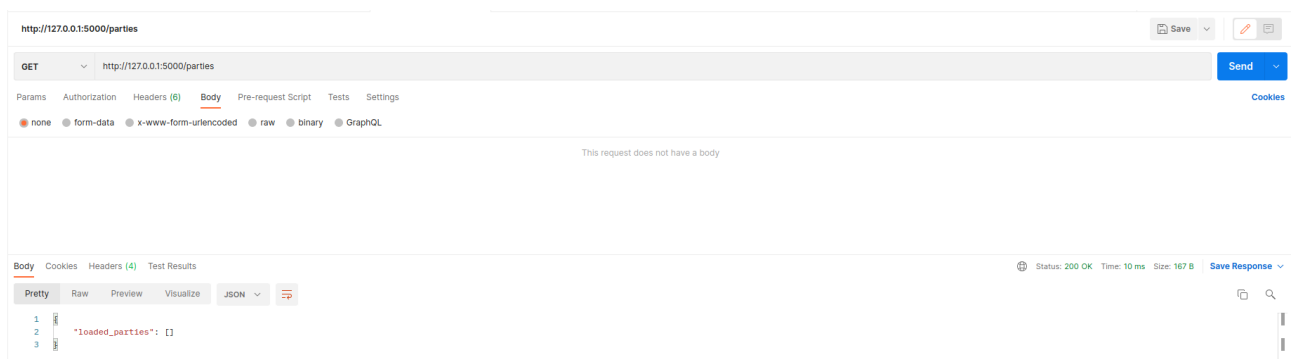 http://127.0.0.1:5000/parties Save
GET http://127.0.0.1:5000/parties Send
Params Authorization Headers (6) Body Pre-request Script Tests Settings Cookies
none form-data x-www-form-urlencoded raw binary GraphQL
This request does not have a body
Body Cookies Headers (4) Test Results Status: 200 OK Time: 10 ms Size: 167 B Save Response
Pretty Raw Preview Visualize JSON
1 {
2 "loaded_parties": []
3 }